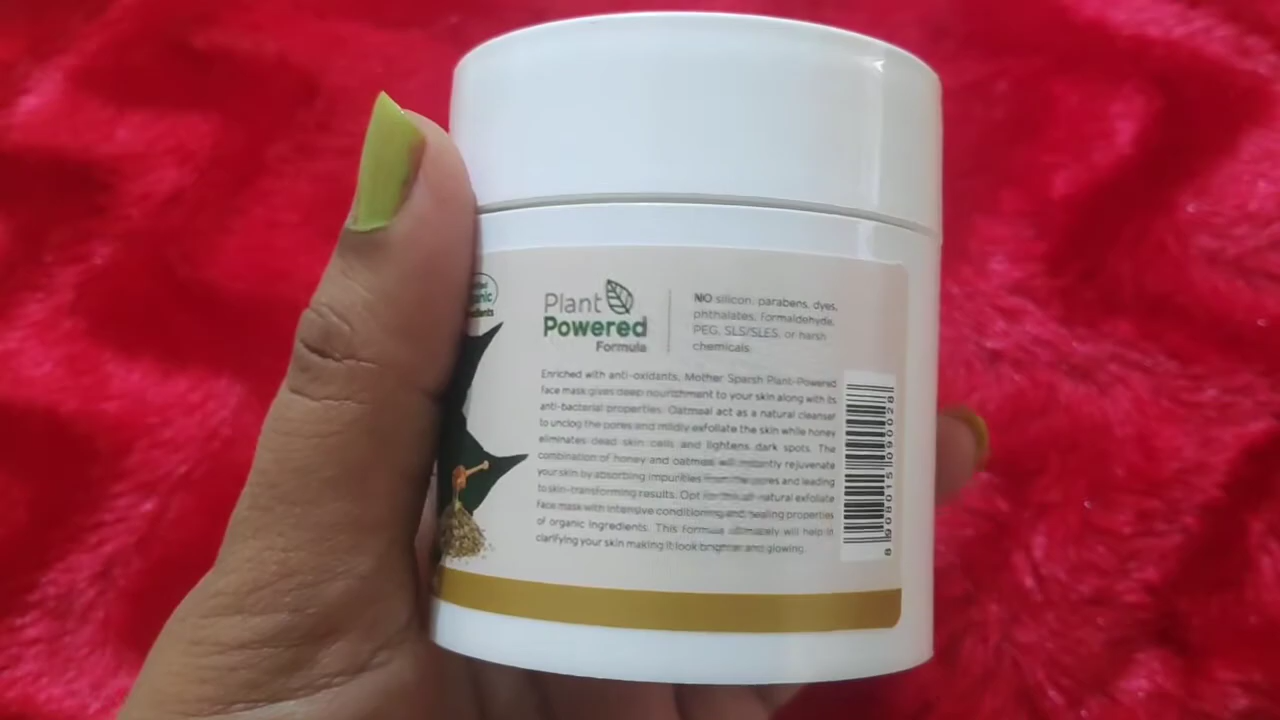 Plant
Powered
Formula
NO silicon, parabens, dyes,
phthalates, formaldehyde,
PEG, SLS/SLES, or harsh
chemicals.
Enriched with anti-oxidants, Mother Sparsh Plant-Powered
face mask gives deep nourishment to your skin along with its
anti-bacterial properties. Oatmeal act as a natural cleanser
to unclog the pores and mildly exfoliate the skin while honey
eliminates dead skin cells and lightens dark spots. The
combination of honey and oatmeal will instantly rejuvenate
your skin by absorbing impurities from the pores and leading
to skin-transforming results. Opt for this all-natural exfoliate
face mask with intensive conditioning and healing properties
of organic ingredients. This formula ultimately will help in
clarifying your skin making it look brighter and glowing.
8 908015 090028